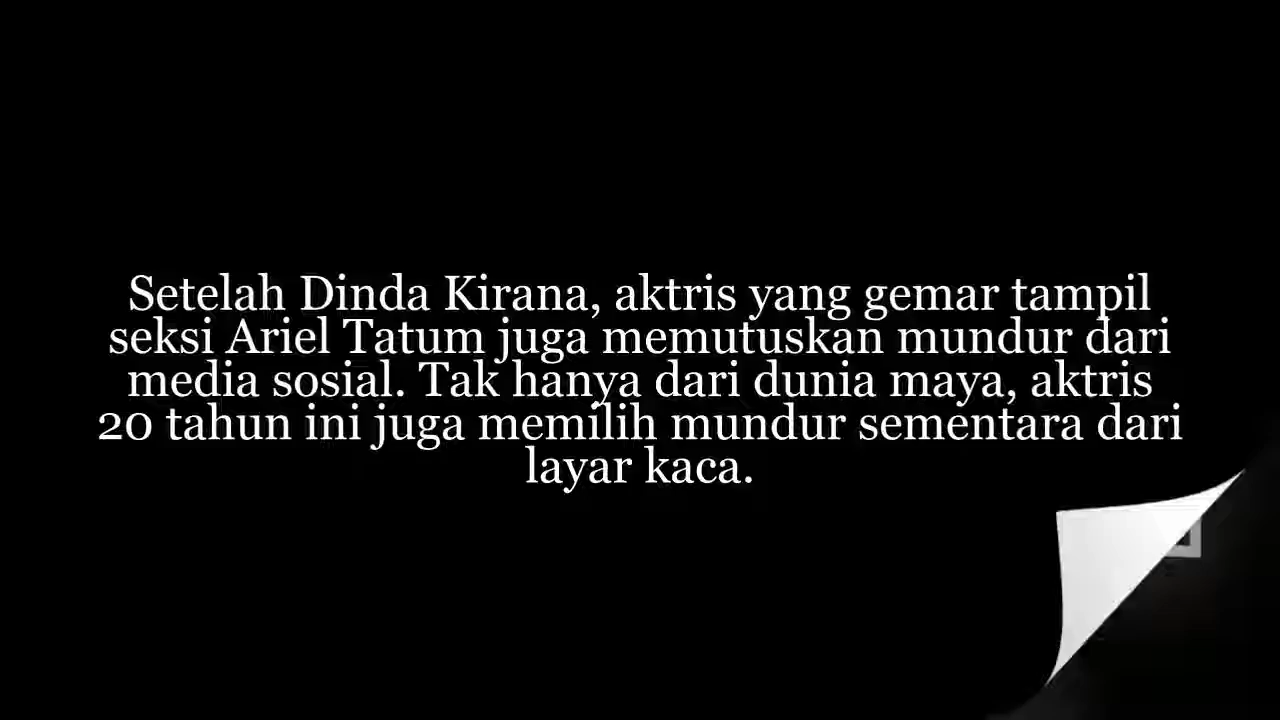 Setelah Dinda Kirana, aktris yang gemar tampil
seksi Ariel Tatum juga memutuskan mundur dari
media sosial. Tak hanya dari dunia maya, aktris
20 tahun ini juga memilih mundur sementara dari
layar kaca.